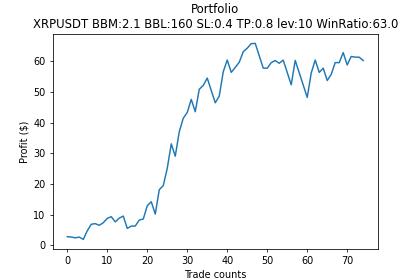 Portfolio
XRPUSDT BBM:2.1 BBL:160 SL:0.4 TP:0.8 lev:10 WinRatio:63.0
Profit ($)
60
50
40
30
20
10
0
0 10 20 30 40 50 60 70
Trade counts